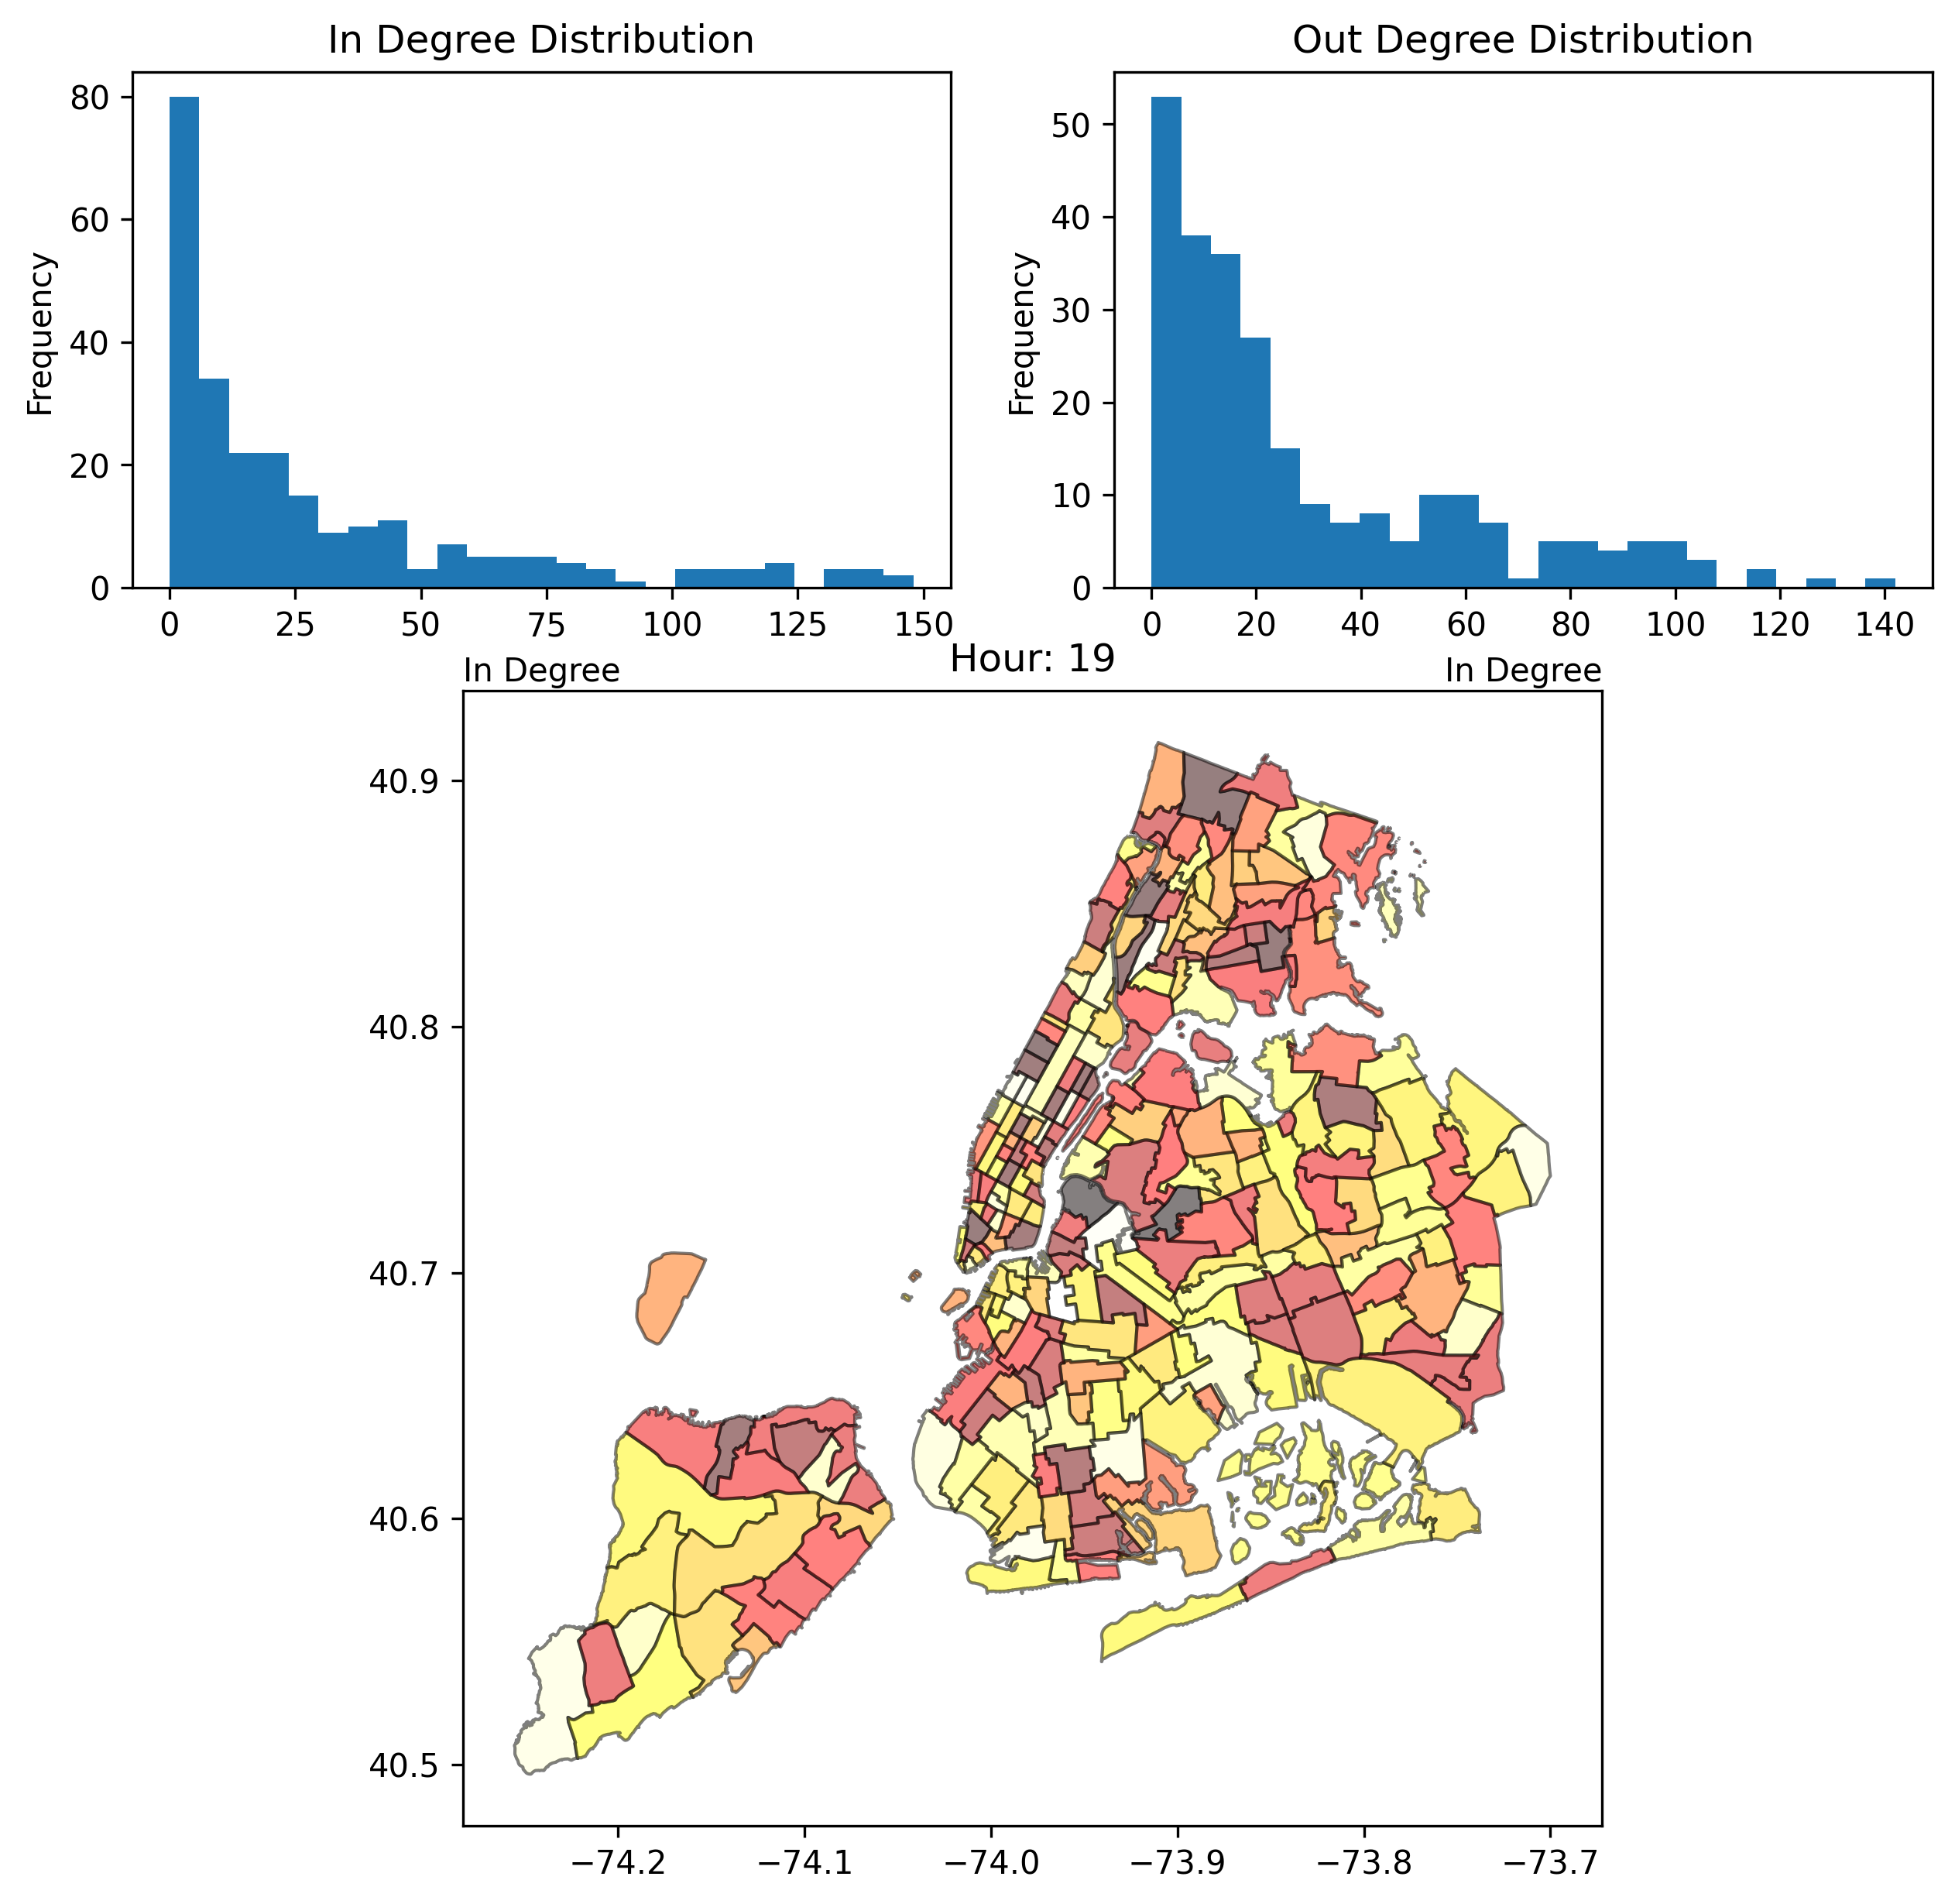 In Degree Distribution
Out Degree Distribution
Frequency
80
60
40
20
0
0 25 50 75 100 125 150
Frequency
50
40
30
20
10
0
0 20 40 60 80 100 120 140
In Degree
Hour: 19
In Degree
40.9
40.8
40.7
40.6
40.5
−74.2 −74.1 −74.0 −73.9 −73.8 −73.7